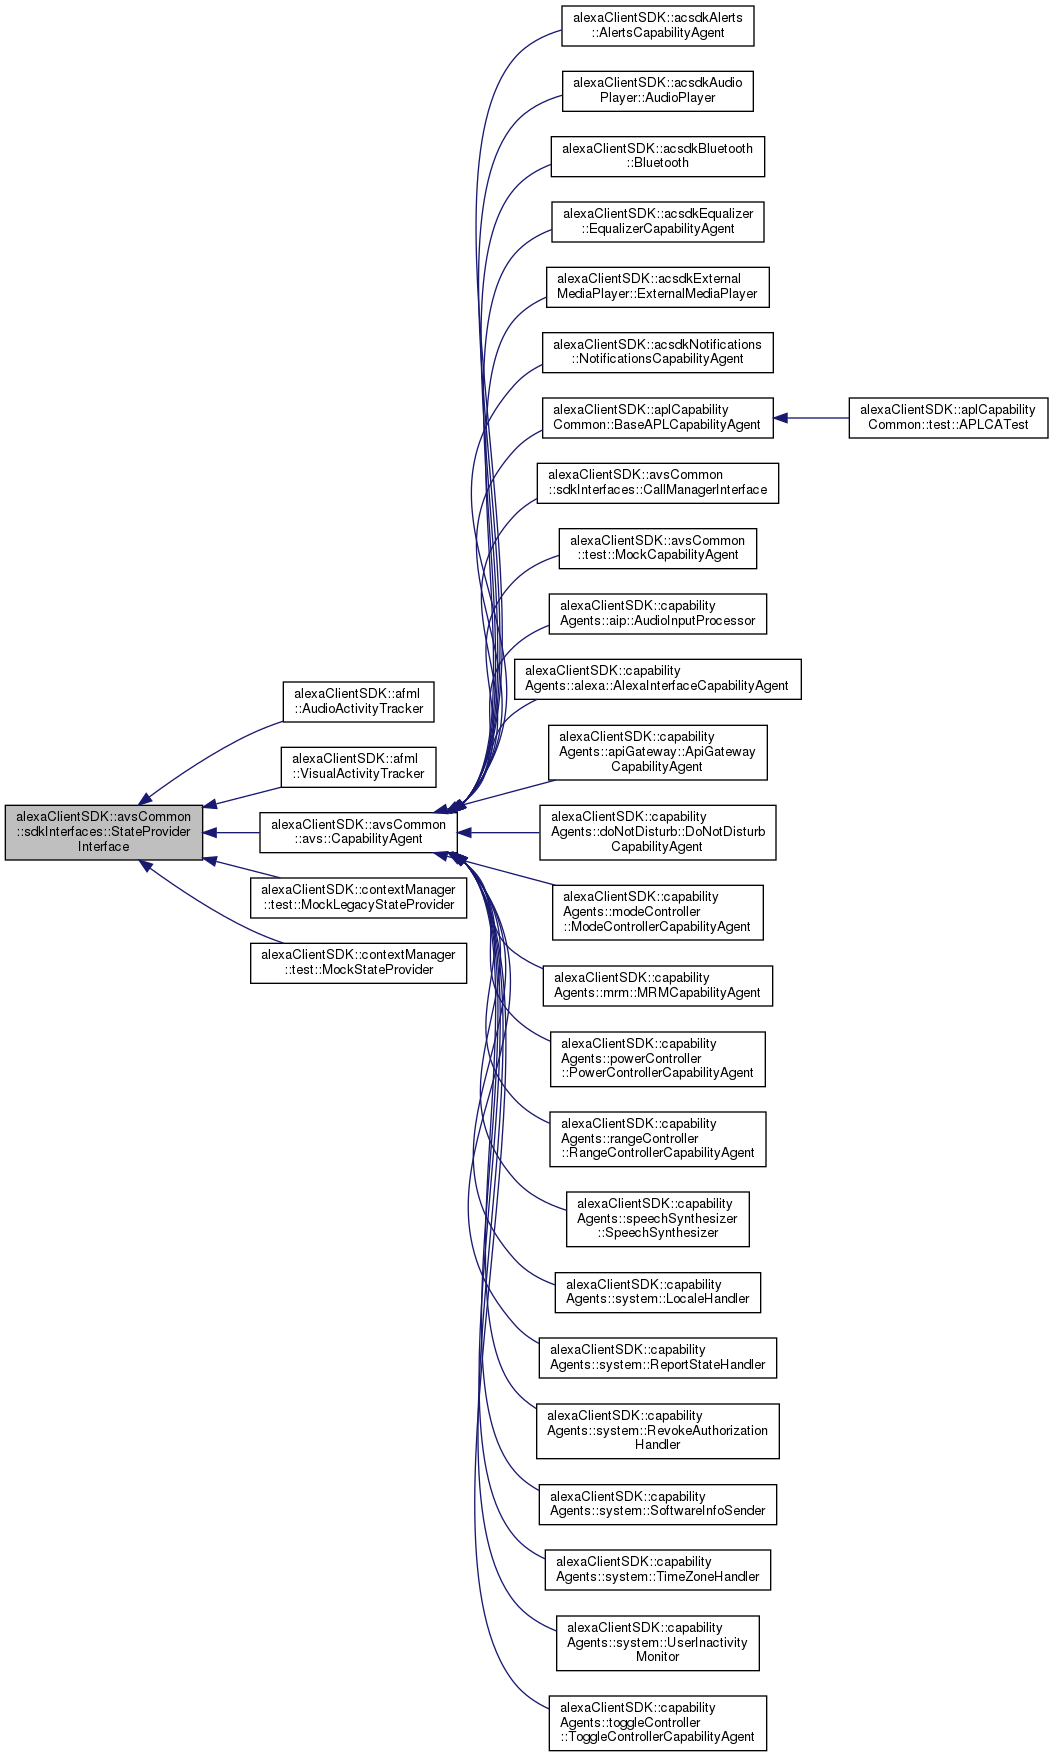 alexaClientSDK::avsCommon
::sdkInterfaces::StateProvider
Interface
alexaClientSDK::afml
::AudioActivityTracker
alexaClientSDK::afml
::VisualActivityTracker
alexaClientSDK::avsCommon
::avs::CapabilityAgent
alexaClientSDK::contextManager
::test::MockLegacyStateProvider
alexaClientSDK::contextManager
::test::MockStateProvider
alexaClientSDK::acsdkAlerts
::AlertsCapabilityAgent
alexaClientSDK::acsdkAudio
Player::AudioPlayer
alexaClientSDK::acsdkBluetooth
::Bluetooth
alexaClientSDK::acsdkEqualizer
::EqualizerCapabilityAgent
alexaClientSDK::acsdkExternal
MediaPlayer::ExternalMediaPlayer
alexaClientSDK::acsdkNotifications
::NotificationsCapabilityAgent
alexaClientSDK::aplCapability
Common::BaseAPLCapabilityAgent
alexaClientSDK::aplCapability
Common::test::APLCATest
alexaClientSDK::avsCommon
::sdkInterfaces::CallManagerInterface
alexaClientSDK::avsCommon
::test::MockCapabilityAgent
alexaClientSDK::capability
Agents::aip::AudioInputProcessor
alexaClientSDK::capability
Agents::alexa::AlexaInterfaceCapabilityAgent
alexaClientSDK::capability
Agents::apiGateway::ApiGateway
CapabilityAgent
alexaClientSDK::capability
Agents::doNotDisturb::DoNotDisturb
CapabilityAgent
alexaClientSDK::capability
Agents::modeController
::ModeControllerCapabilityAgent
alexaClientSDK::capability
Agents::mrm::MRMCapabilityAgent
alexaClientSDK::capability
Agents::powerController
::PowerControllerCapabilityAgent
alexaClientSDK::capability
Agents::rangeController
::RangeControllerCapabilityAgent
alexaClientSDK::capability
Agents::speechSynthesizer
::SpeechSynthesizer
alexaClientSDK::capability
Agents::system::LocaleHandler
alexaClientSDK::capability
Agents::system::ReportStateHandler
alexaClientSDK::capability
Agents::system::RevokeAuthorization
Handler
alexaClientSDK::capability
Agents::system::SoftwareInfoSender
alexaClientSDK::capability
Agents::system::TimeZoneHandler
alexaClientSDK::capability
Agents::system::UserInactivity
Monitor
alexaClientSDK::capability
Agents::toggleController
::ToggleControllerCapabilityAgent